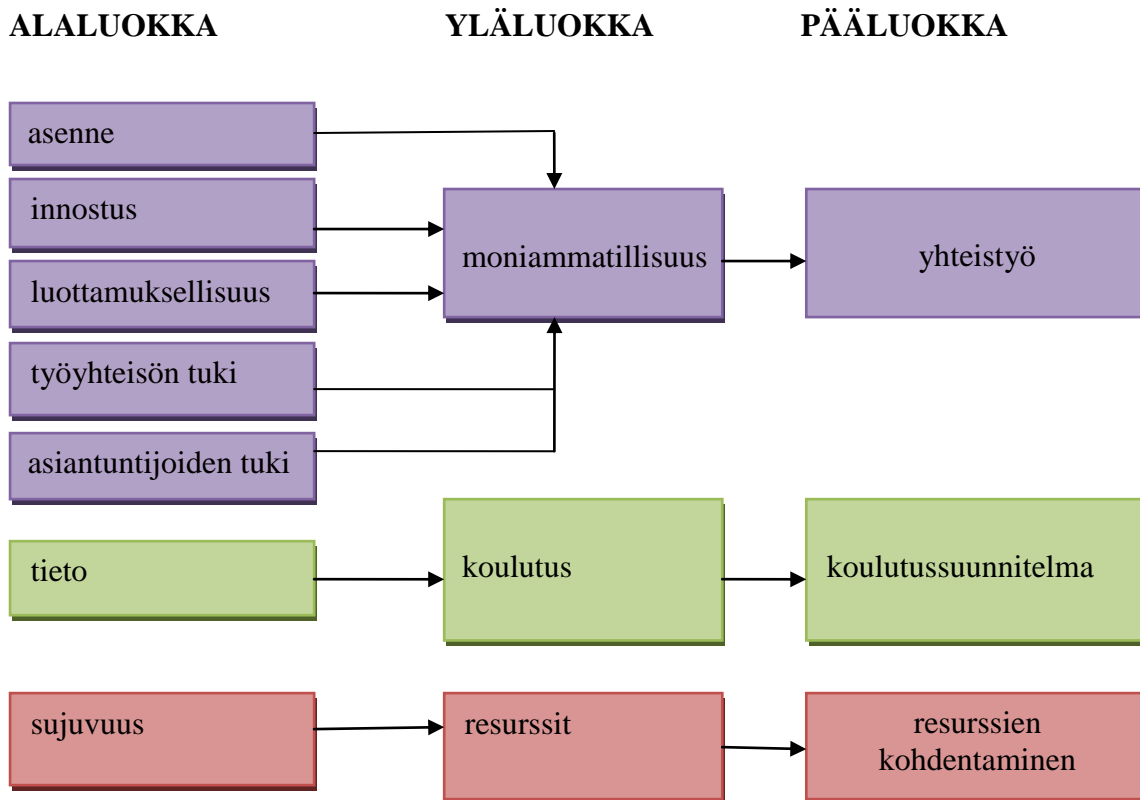 ALALUOKKA YLÄLUOKKA PÄÄLUOKKA
asenne
innostus
luottamuksellisuus
työyhteisön tuki
asiantuntijoiden tuki
moniammatillisuus
yhteistyö
tieto
koulutus
koulutussuunnitelma
sujuvuus
resurssit
resurssien
kohdentaminen